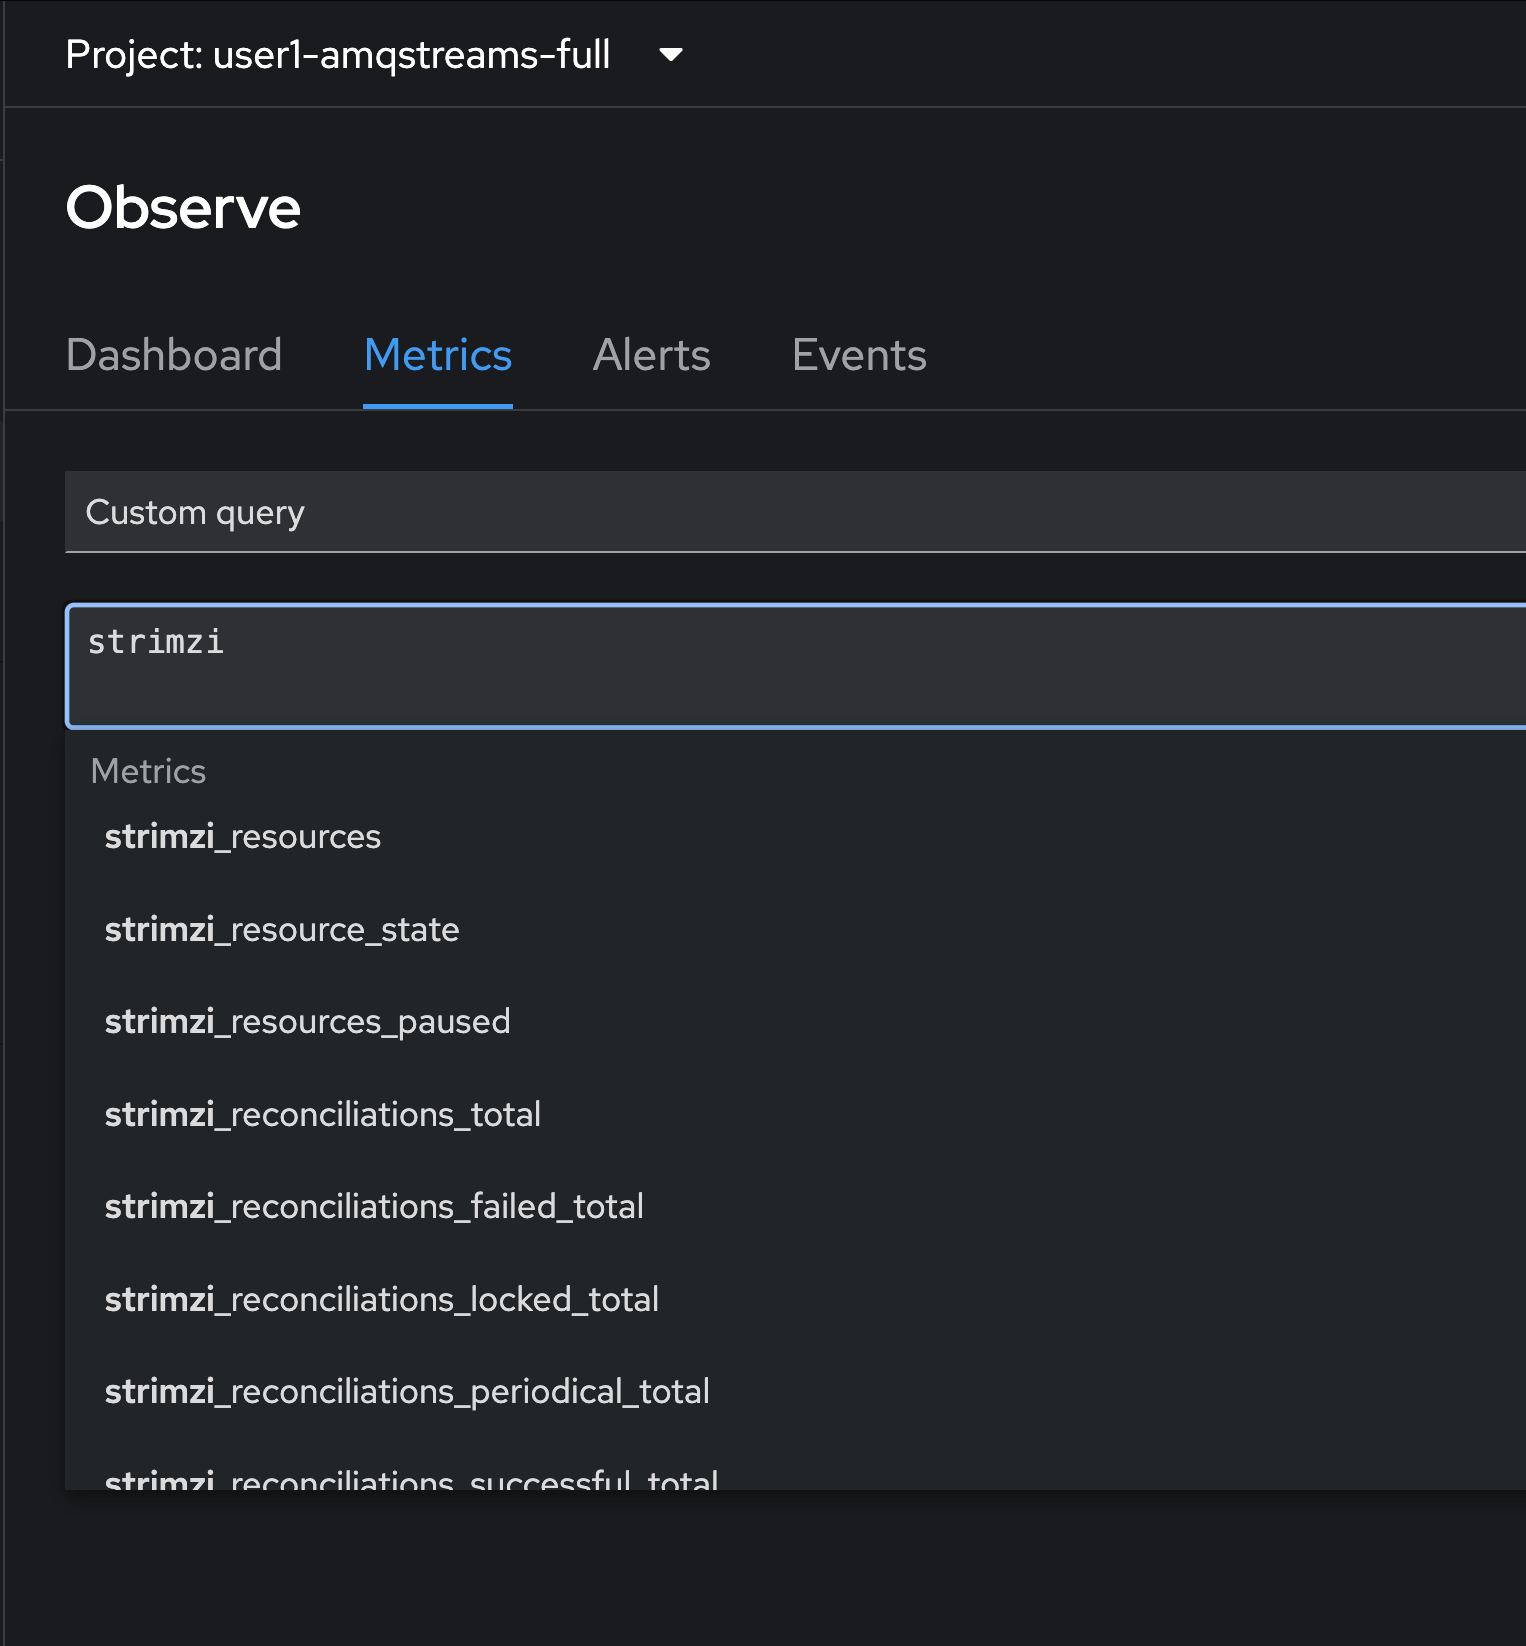 Project: user1-amqstreams-full
Observe
Dashboard Metrics Alerts Events
Custom query
strimzi
Metrics
strimzi_resources
strimzi_resource_state
strimzi_resources_paused
strimzi_reconciliations_total
strimzi_reconciliations_failed_total
strimzi_reconciliations_locked_total
strimzi_reconciliations_periodical_total
strimzi_reconciliations_successful_total